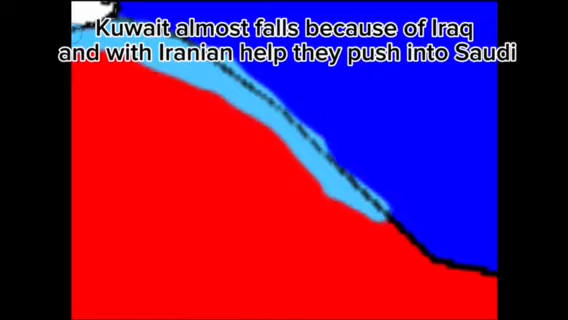 Kuwait almost falls because of Iraq
and with Iranian help they push into Saudi